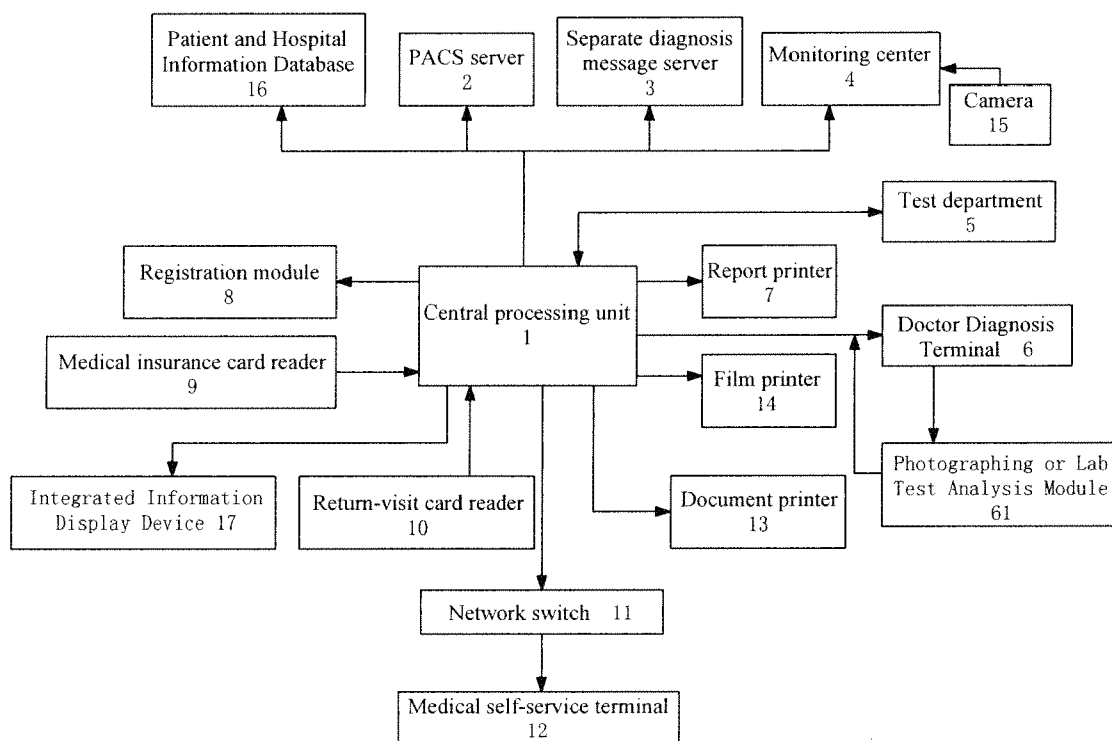 Patient and Hospital
Information Database
16
PACS server
2
Separate diagnosis
message server
3
Monitoring center
4
Camera
15
Test department
5
Registration module
8
Central processing unit
1
Report printer
7
Doctor Diagnosis
Terminal 6
Medical insurance card reader
9
Film printer
14
Integrated Information
Display Device 17
Return-visit card reader
10
Document printer
13
Photographing or Lab
Test Analysis Module
61
Network switch 11
Medical self-service terminal
12